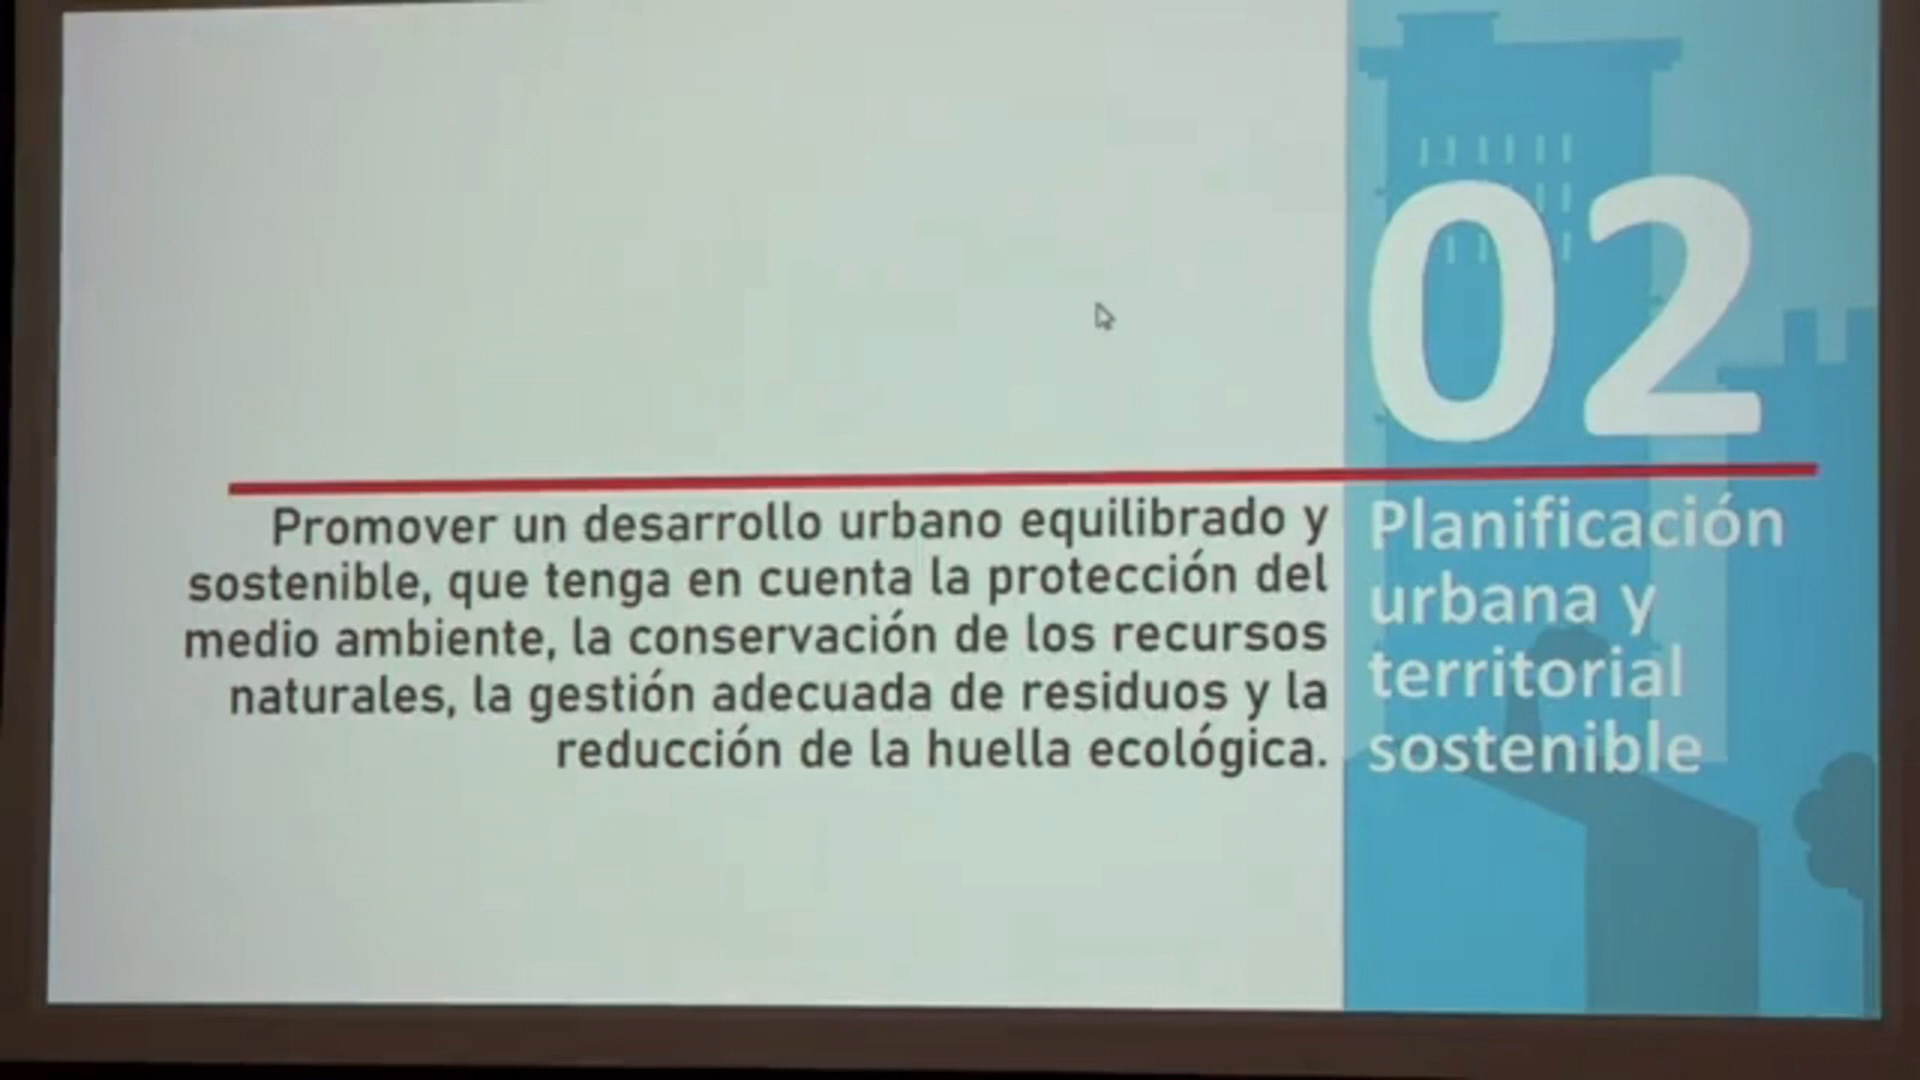 02
Planificación
urbana y
territorial
sostenible
Promover un desarrollo urbano equilibrado y
sostenible, que tenga en cuenta la protección del
medio ambiente, la conservación de los recursos
naturales, la gestión adecuada de residuos y la
reducción de la huella ecológica.